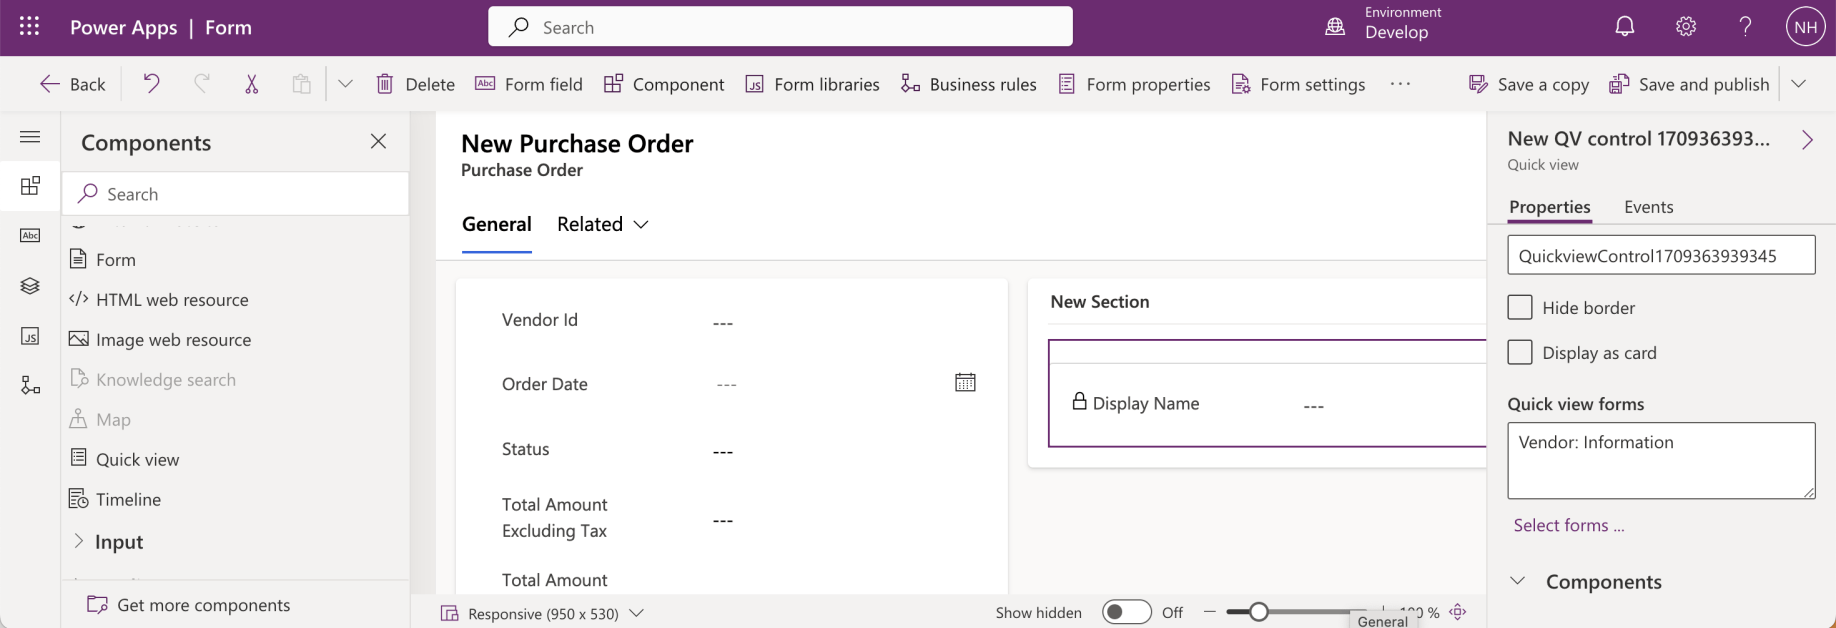 Power Apps | Form
Search
Environment
Develop
NH
Back
Delete
Abc
Form field
Component
JS
Form libraries
Business rules
Form properties
Form settings
...
Save a copy
Save and publish
Components
Search
Form
HTML web resource
Image web resource
Knowledge search
Map
Quick view
Timeline
Input
Get more components
Abc
JS
New Purchase Order
Purchase Order
General
Related
Vendor Id
---
Order Date
---
Status
---
Total Amount
Excluding Tax
---
Total Amount
New Section
Display Name
---
Responsive (950 x 530)
Show hidden
Off
General
New QV control 170936393...
Quick view
Properties
Events
QuickviewControl1709363939345
Hide border
Display as card
Quick view forms
Vendor: Information
Select forms ...
Components